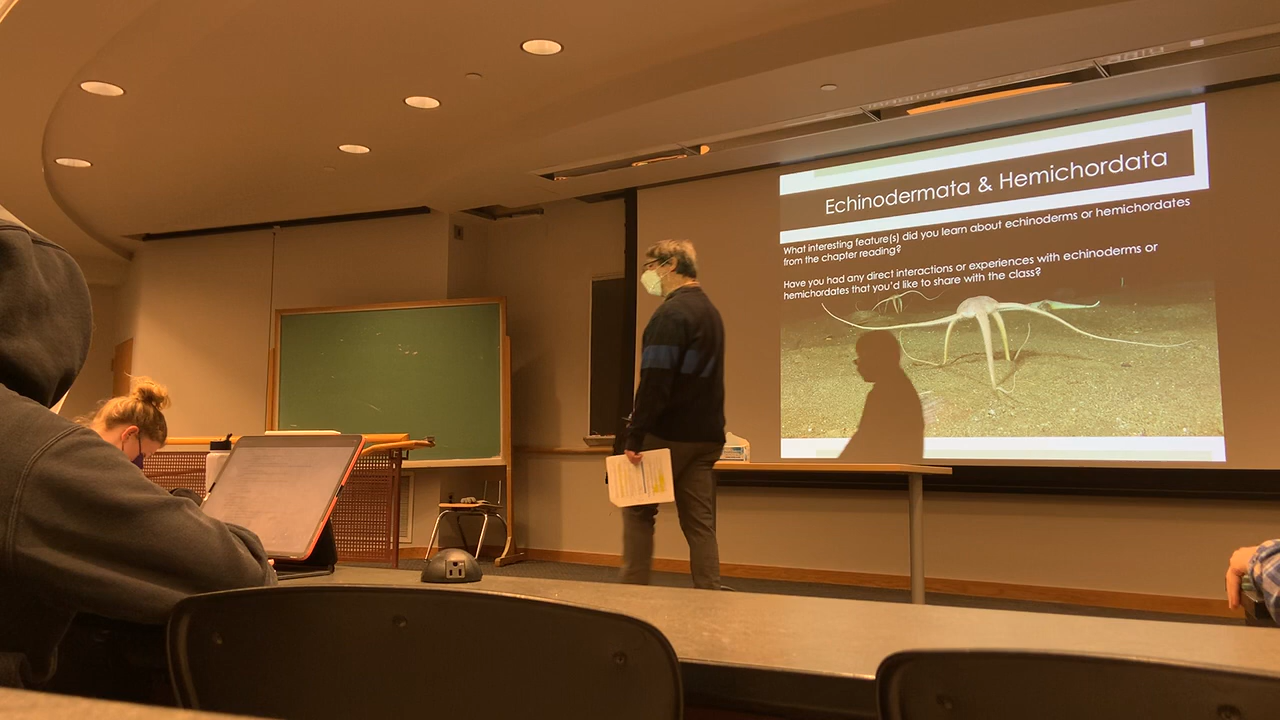 Echinodermata & Hemichordata
What interesting feature(s) did you learn about echinoderms or hemichordates
from the chapter reading?
Have you had any direct interactions or experiences with echinoderms or
hemichordates that you'd like to share with the class?